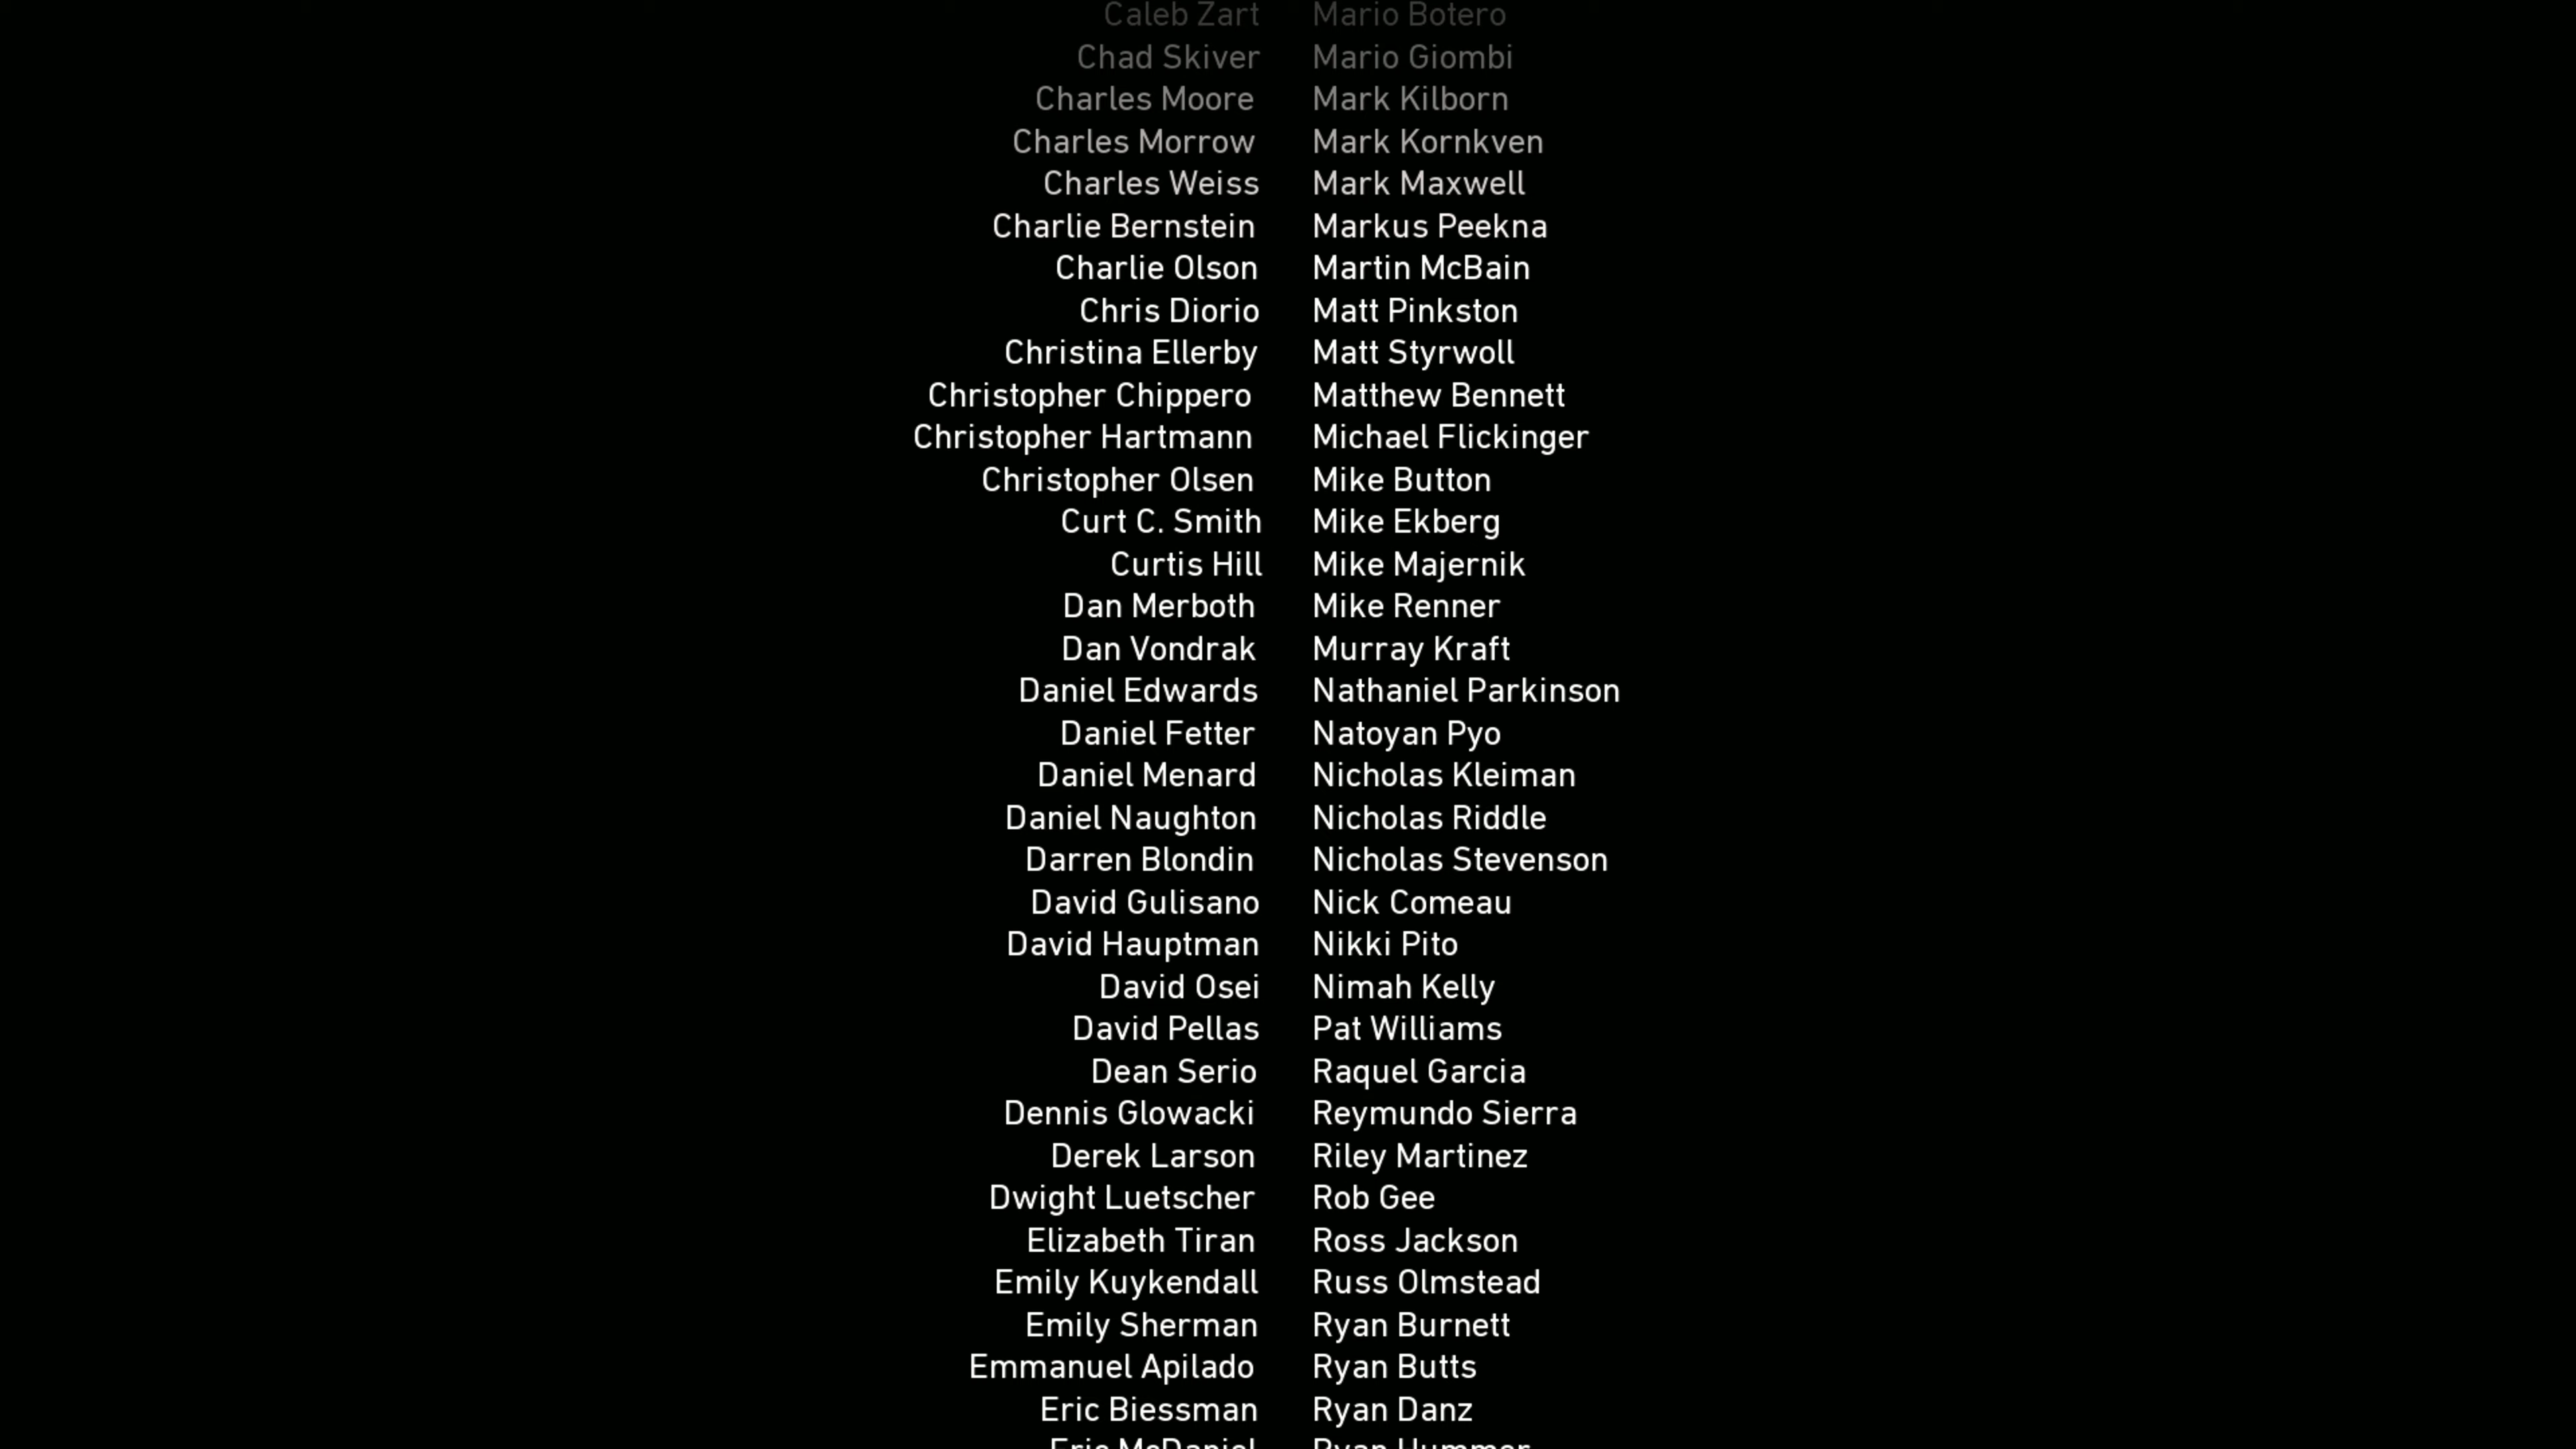 Caleb Zart Mario Botero
Chad Skiver Mario Giombi
Charles Moore Mark Kilborn
Charles Morrow Mark Kornkven
Charles Weiss Mark Maxwell
Charlie Bernstein Markus Peekna
Charlie Olson Martin McBain
Chris Diorio Matt Pinkston
Christina Ellerby Matt Styrwoll
Christopher Chippero Matthew Bennett
Christopher Hartmann Michael Flickinger
Christopher Olsen Mike Button
Curt C. Smith Mike Ekberg
Curtis Hill Mike Majernik
Dan Merboth Mike Renner
Dan Vondrak Murray Kraft
Daniel Edwards Nathaniel Parkinson
Daniel Fetter Natoyan Pyo
Daniel Menard Nicholas Kleiman
Daniel Naughton Nicholas Riddle
Darren Blondin Nicholas Stevenson
David Gulisano Nick Comeau
David Hauptman Nikki Pito
David Osei Nimah Kelly
David Pellas Pat Williams
Dean Serio Raquel Garcia
Dennis Glowacki Reymundo Sierra
Derek Larson Riley Martinez
Dwight Luetscher Rob Gee
Elizabeth Tiran Ross Jackson
Emily Kuykendall Russ Olmstead
Emily Sherman Ryan Burnett
Emmanuel Apilado Ryan Butts
Eric Biessman Ryan Danz
Eric McDaniel Ryan Hummer